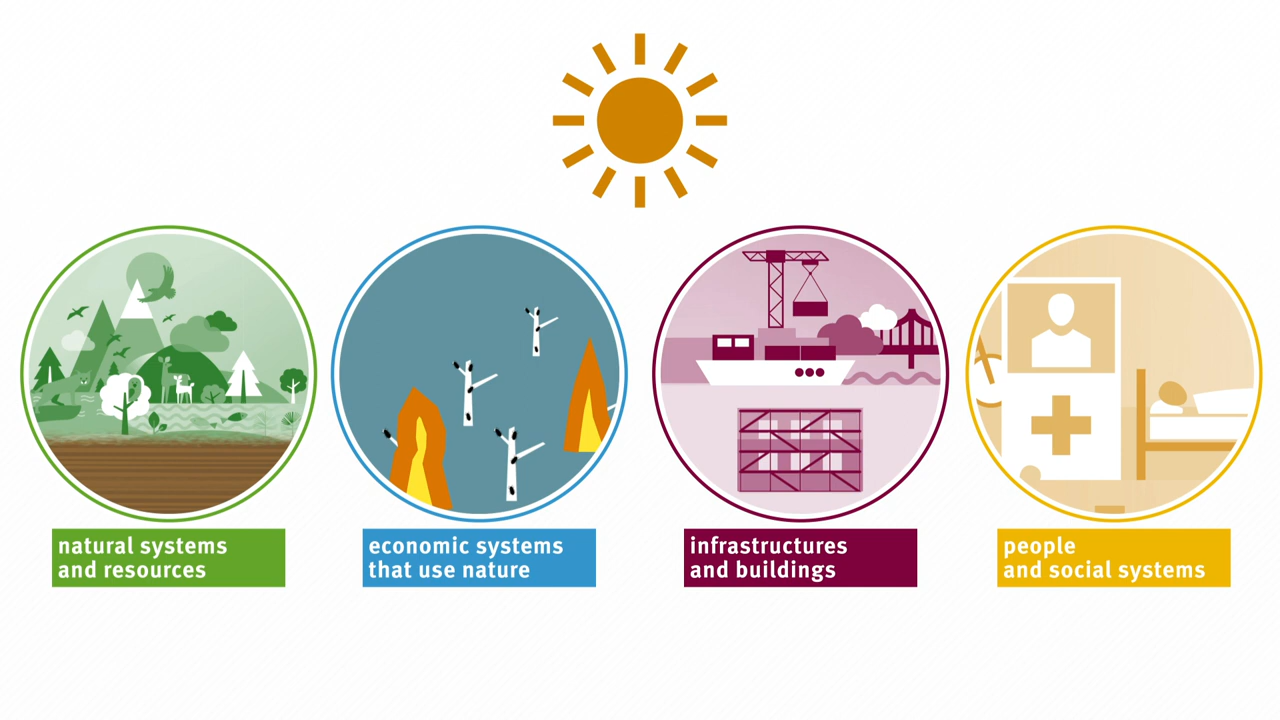 natural systems
and resources
economic systems
that use nature
infrastructures
and buildings
people
and social systems